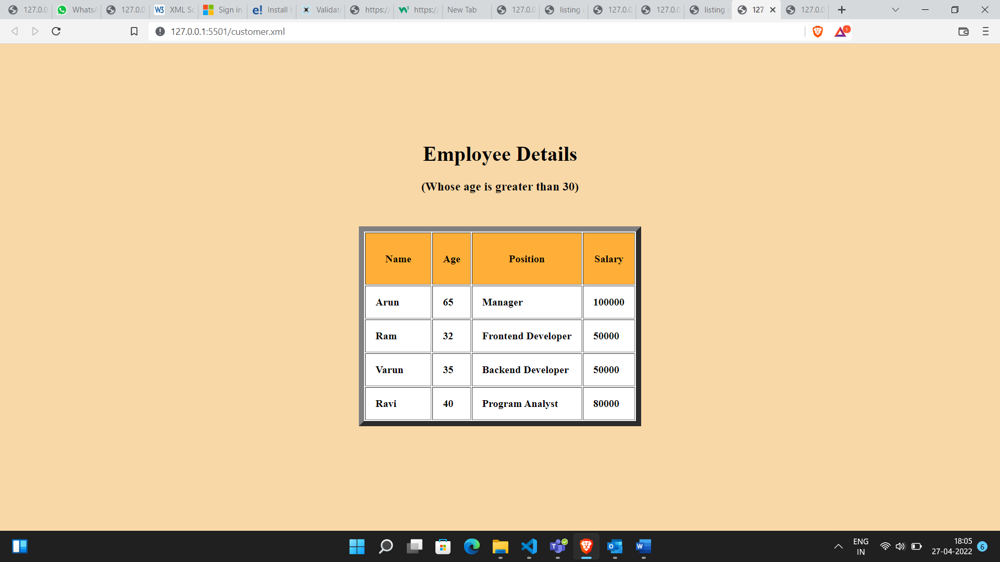 127.0.0 WhatsA 127.0.0 XML Sc Sign in Install Validat https:/ https:/ New Tab 127.0.0 listing 127.0.0 127.0.0 listing 127 127.0.0
127.0.0.1:5501/customer.xml
1
Employee Details
(Whose age is greater than 30)
Name Age Position Salary
Arun 65 Manager 100000
Ram 32 Frontend Developer 50000
Varun 35 Backend Developer 50000
Ravi 40 Program Analyst 80000
ENG 18:05
IN 27-04-2022 6